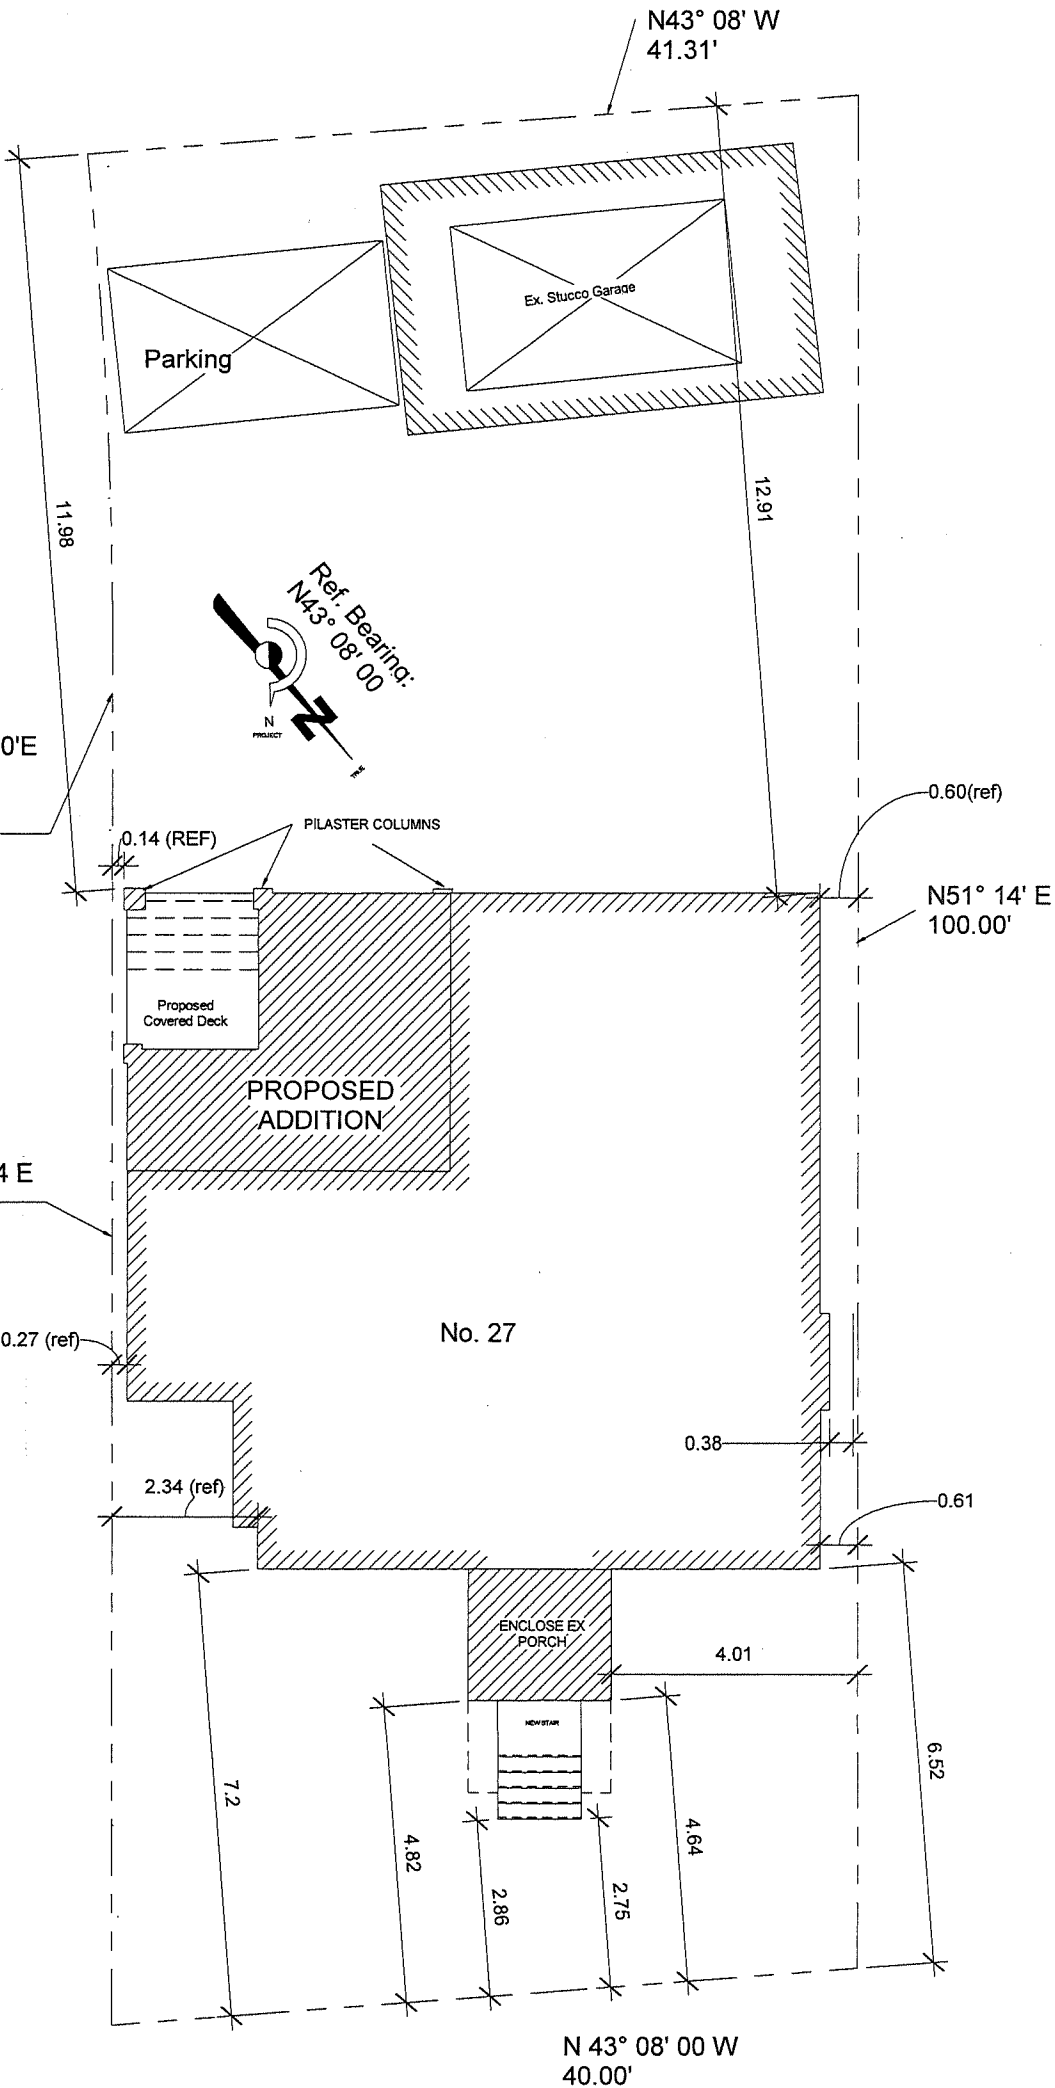 N43° 08' W
41.31'
Ex. Stucco Garage
Parking
11.98
12.91
Ref. Bearing:
N43° 08' 00
N
PROJECT
N
TRUE
0'E
0.60(ref)
0.14 (REF)
PILASTER COLUMNS
N51° 14' E
100.00'
Proposed
Covered Deck
PROPOSED
ADDITION
4 E
0.27 (ref)
No. 27
0.38
2.34 (ref)
0.61
ENCLOSE EX
PORCH
4.01
NEW STAIR
7.2
4.82
2.86
2.75
4.64
6.52
N 43° 08' 00 W
40.00'